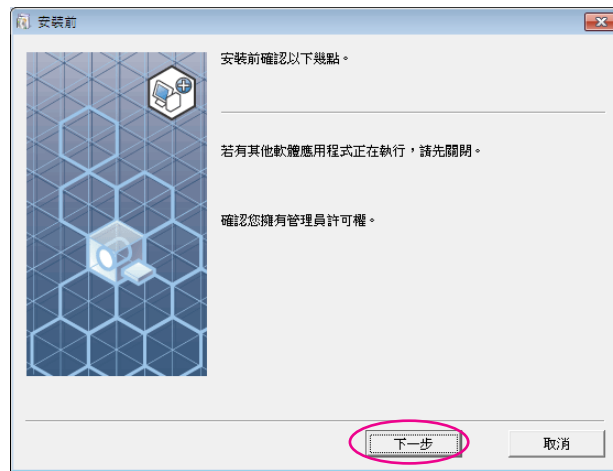 安裝前
安裝前確認以下幾點。
若有其他軟體應用程式正在執行，請先關閉。
確認您擁有管理員許可權。
下一步
取消